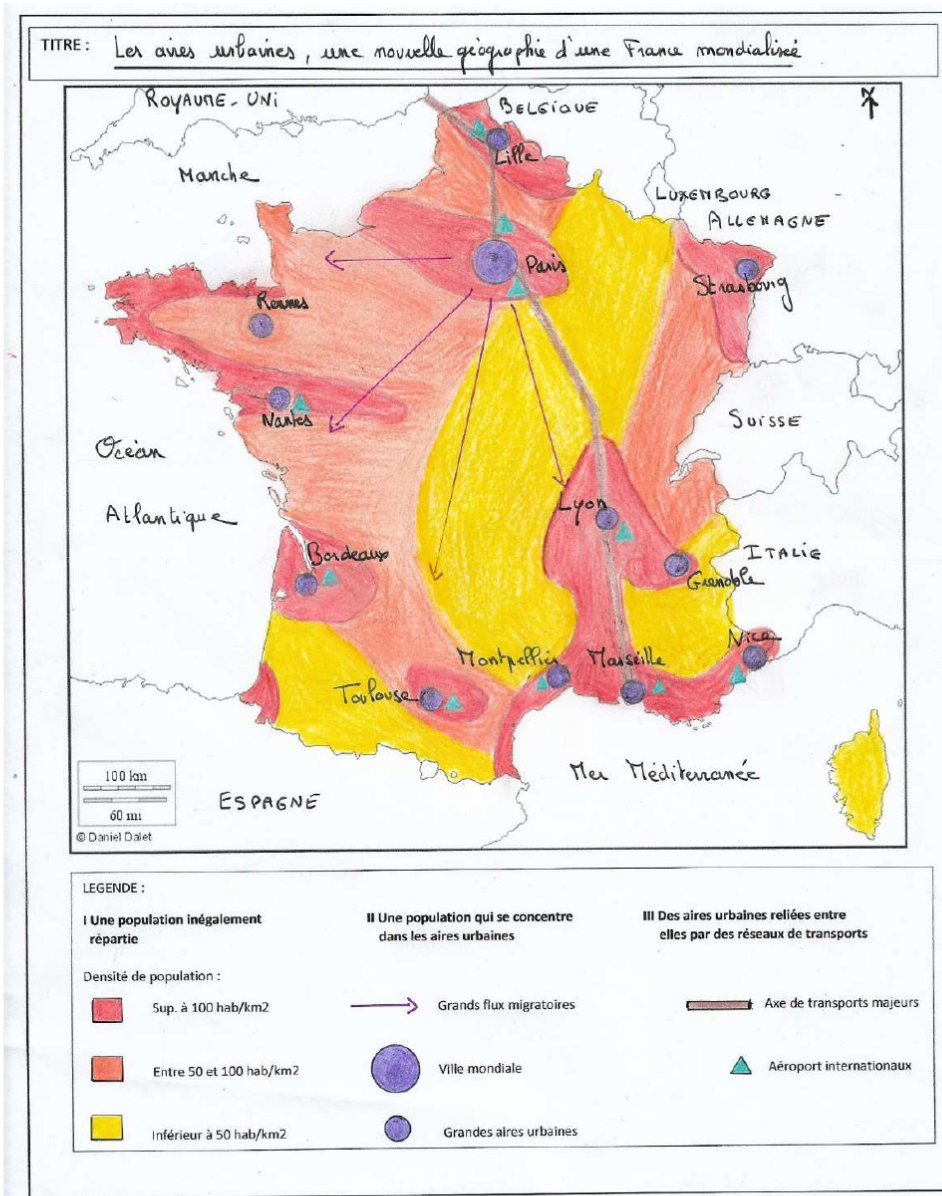 TITRE : Les aires urbaines, une nouvelle géographie d'une France mondialisée
ROYAUME-UNI
BELGIQUE
N
Lille
Manche
LUXEMBOURG
ALLEMAGNE
Paris
Strasbourg
Rennes
Nantes
SUISSE
Océan
Atlantique
Lyon
Bordeaux
ITALIE
Grenoble
Nice
Montpellier
Marseille
Toulouse
Mer Méditerranée
100 km
60 mi
ESPAGNE
© Daniel Dalet
LEGENDE :
I Une population inégalement
répartie
Densité de population :
Sup. à 100 hab/km2
Entre 50 et 100 hab/km2
Inférieur à 50 hab/km2
II Une population qui se concentre
dans les aires urbaines
Grands flux migratoires
Ville mondiale
Grandes aires urbaines
III Des aires urbaines reliées entre
elles par des réseaux de transports
Axe de transports majeurs
Aéroport internationaux